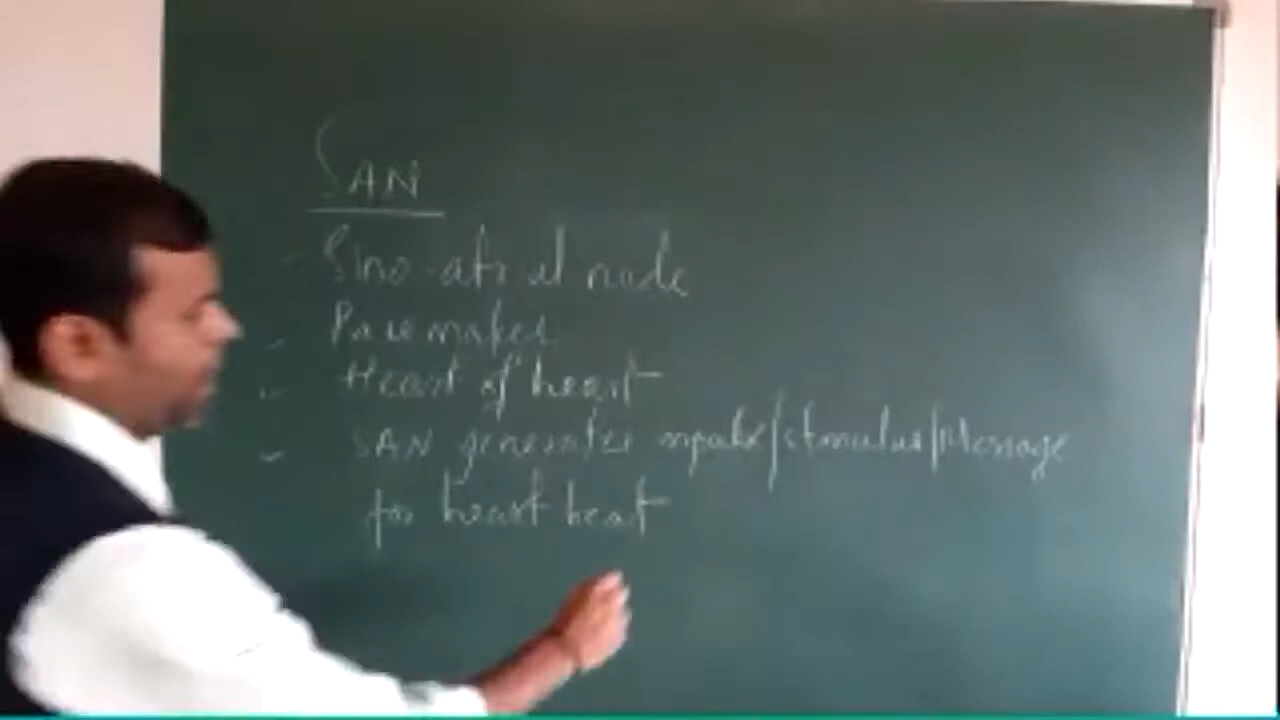 SAN
- Sino-atrial node
- Pacemaker
- Heart of heart
- SAN generates impulse/stimulus/Message
for heart beat